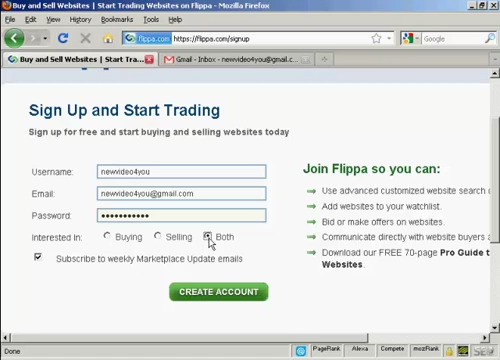 Buy and Sell Websites | Start Trading Websites on Flippa - Mozilla Firefox
File Edit View History Bookmarks Tools Help
flippa.com https://flippa.com/signup
Google
Buy and Sell Websites | Start Tra...
Gmail - Inbox - newvideo4you@gmail.c...
Sign Up and Start Trading
Sign up for free and start buying and selling websites today
Username: newvideo4you
Email: newvideo4you@gmail.com
Password:
Interested In: Buying Selling Both
Subscribe to weekly Marketplace Update emails
CREATE ACCOUNT
Join Flippa so you can:
Use advanced customized website search
Add websites to your watchlist.
Bid or make offers on websites.
Communicate directly with website buyers
Download our FREE 70-page Pro Guide
Websites.
Done PageRank Alexa Compete mozRank